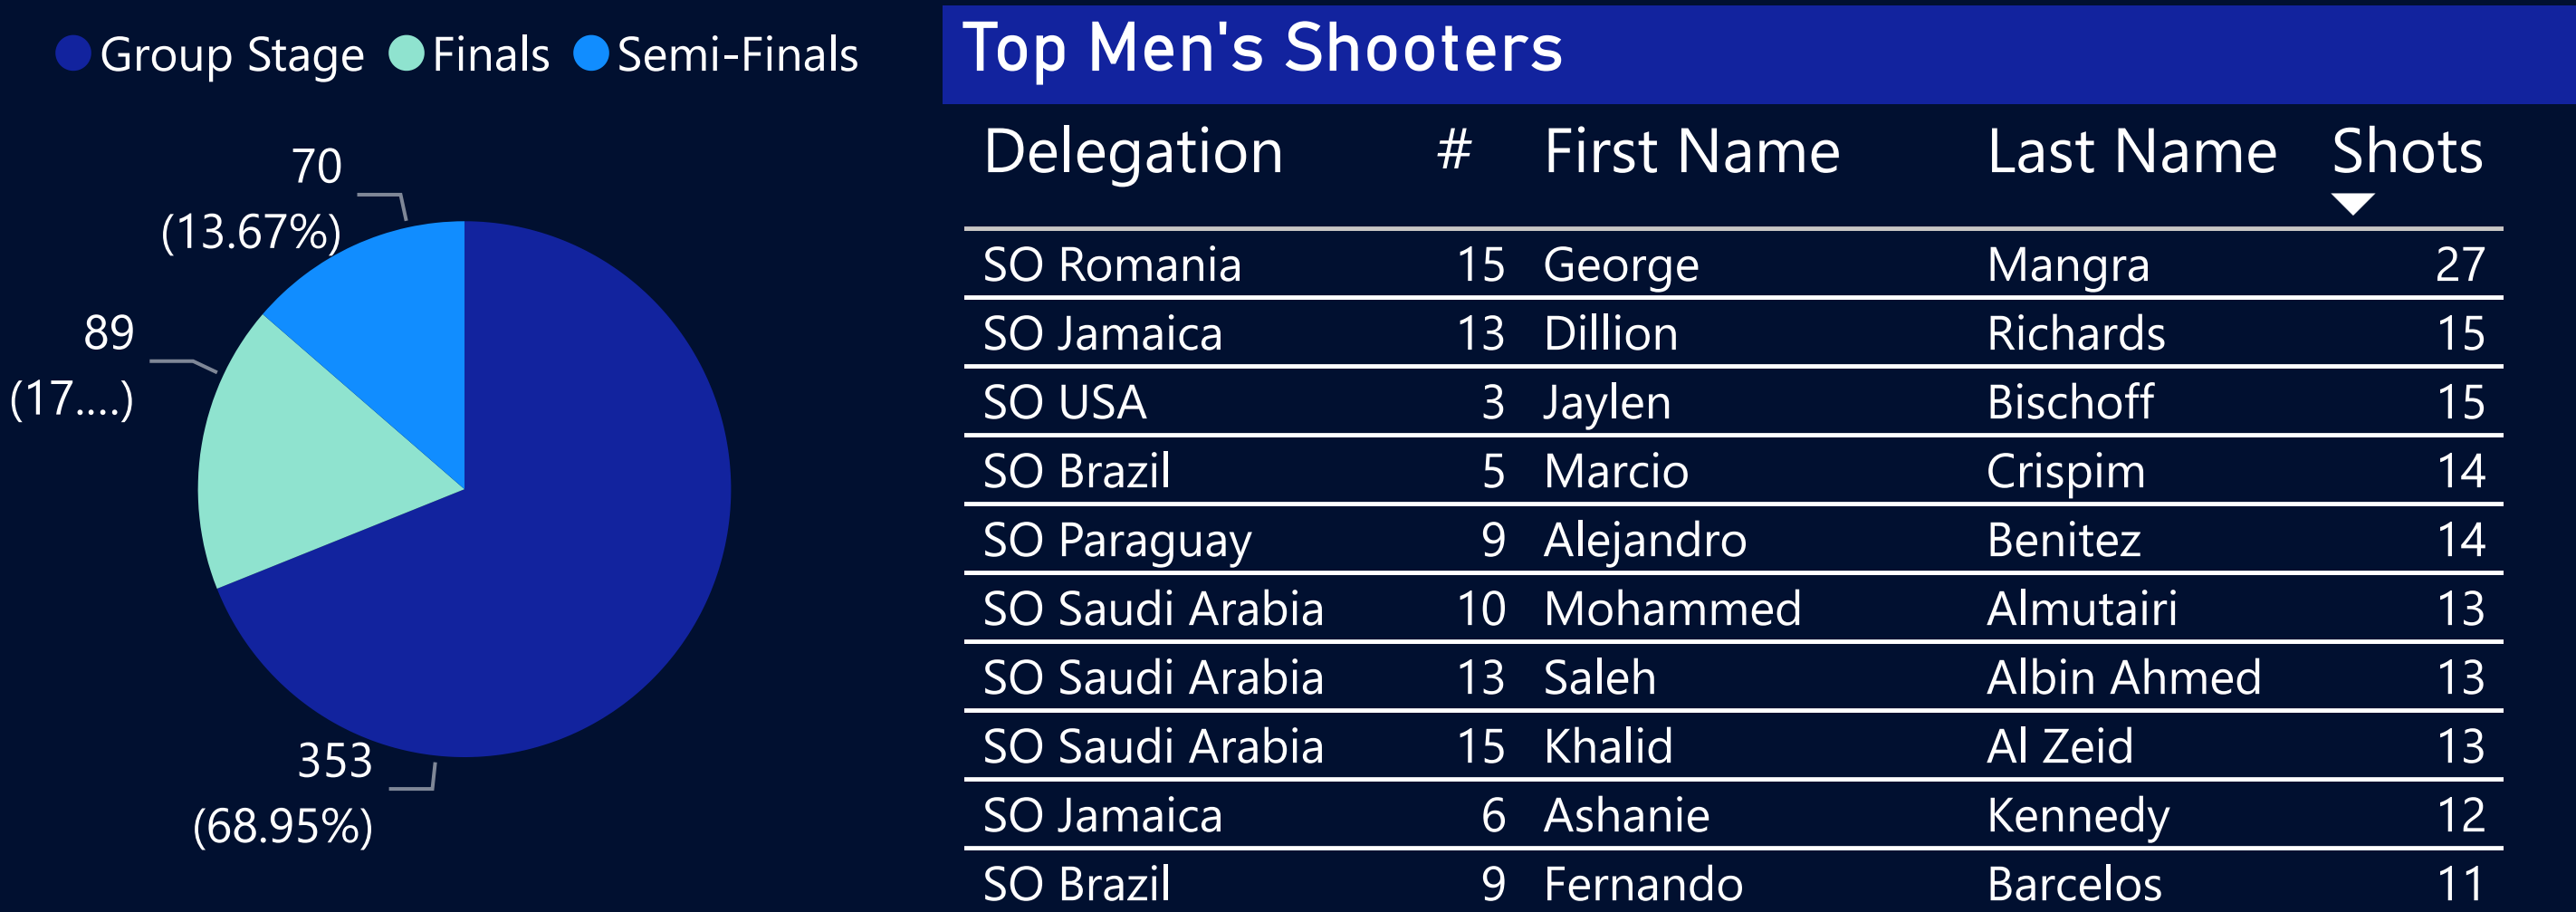 Group Stage Finals Semi-Finals
70
(13.67%)
89
(17....)
353
(68.95%)
Top Men's Shooters
Delegation # First Name Last Name Shots
SO Romania 15 George Mangra 27
SO Jamaica 13 Dillion Richards 15
SO USA 3 Jaylen Bischoff 15
SO Brazil 5 Marcio Crispim 14
SO Paraguay 9 Alejandro Benitez 14
SO Saudi Arabia 10 Mohammed Almutairi 13
SO Saudi Arabia 13 Saleh Albin Ahmed 13
SO Saudi Arabia 15 Khalid Al Zeid 13
SO Jamaica 6 Ashanie Kennedy 12
SO Brazil 9 Fernando Barcelos 11